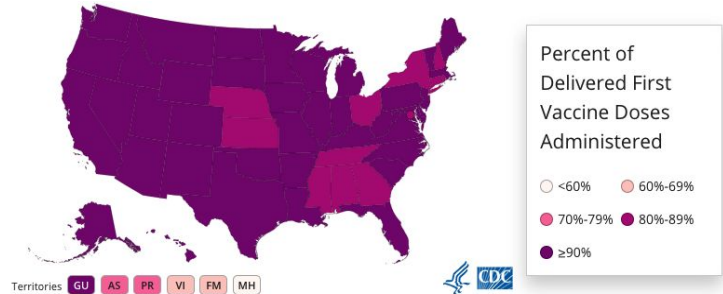 Percent of
Delivered First
Vaccine Doses
Administered
<60% 60%-69%
70%-79% 80%-89%
≥90%
Territories GU AS PR VI FM MH
CDC